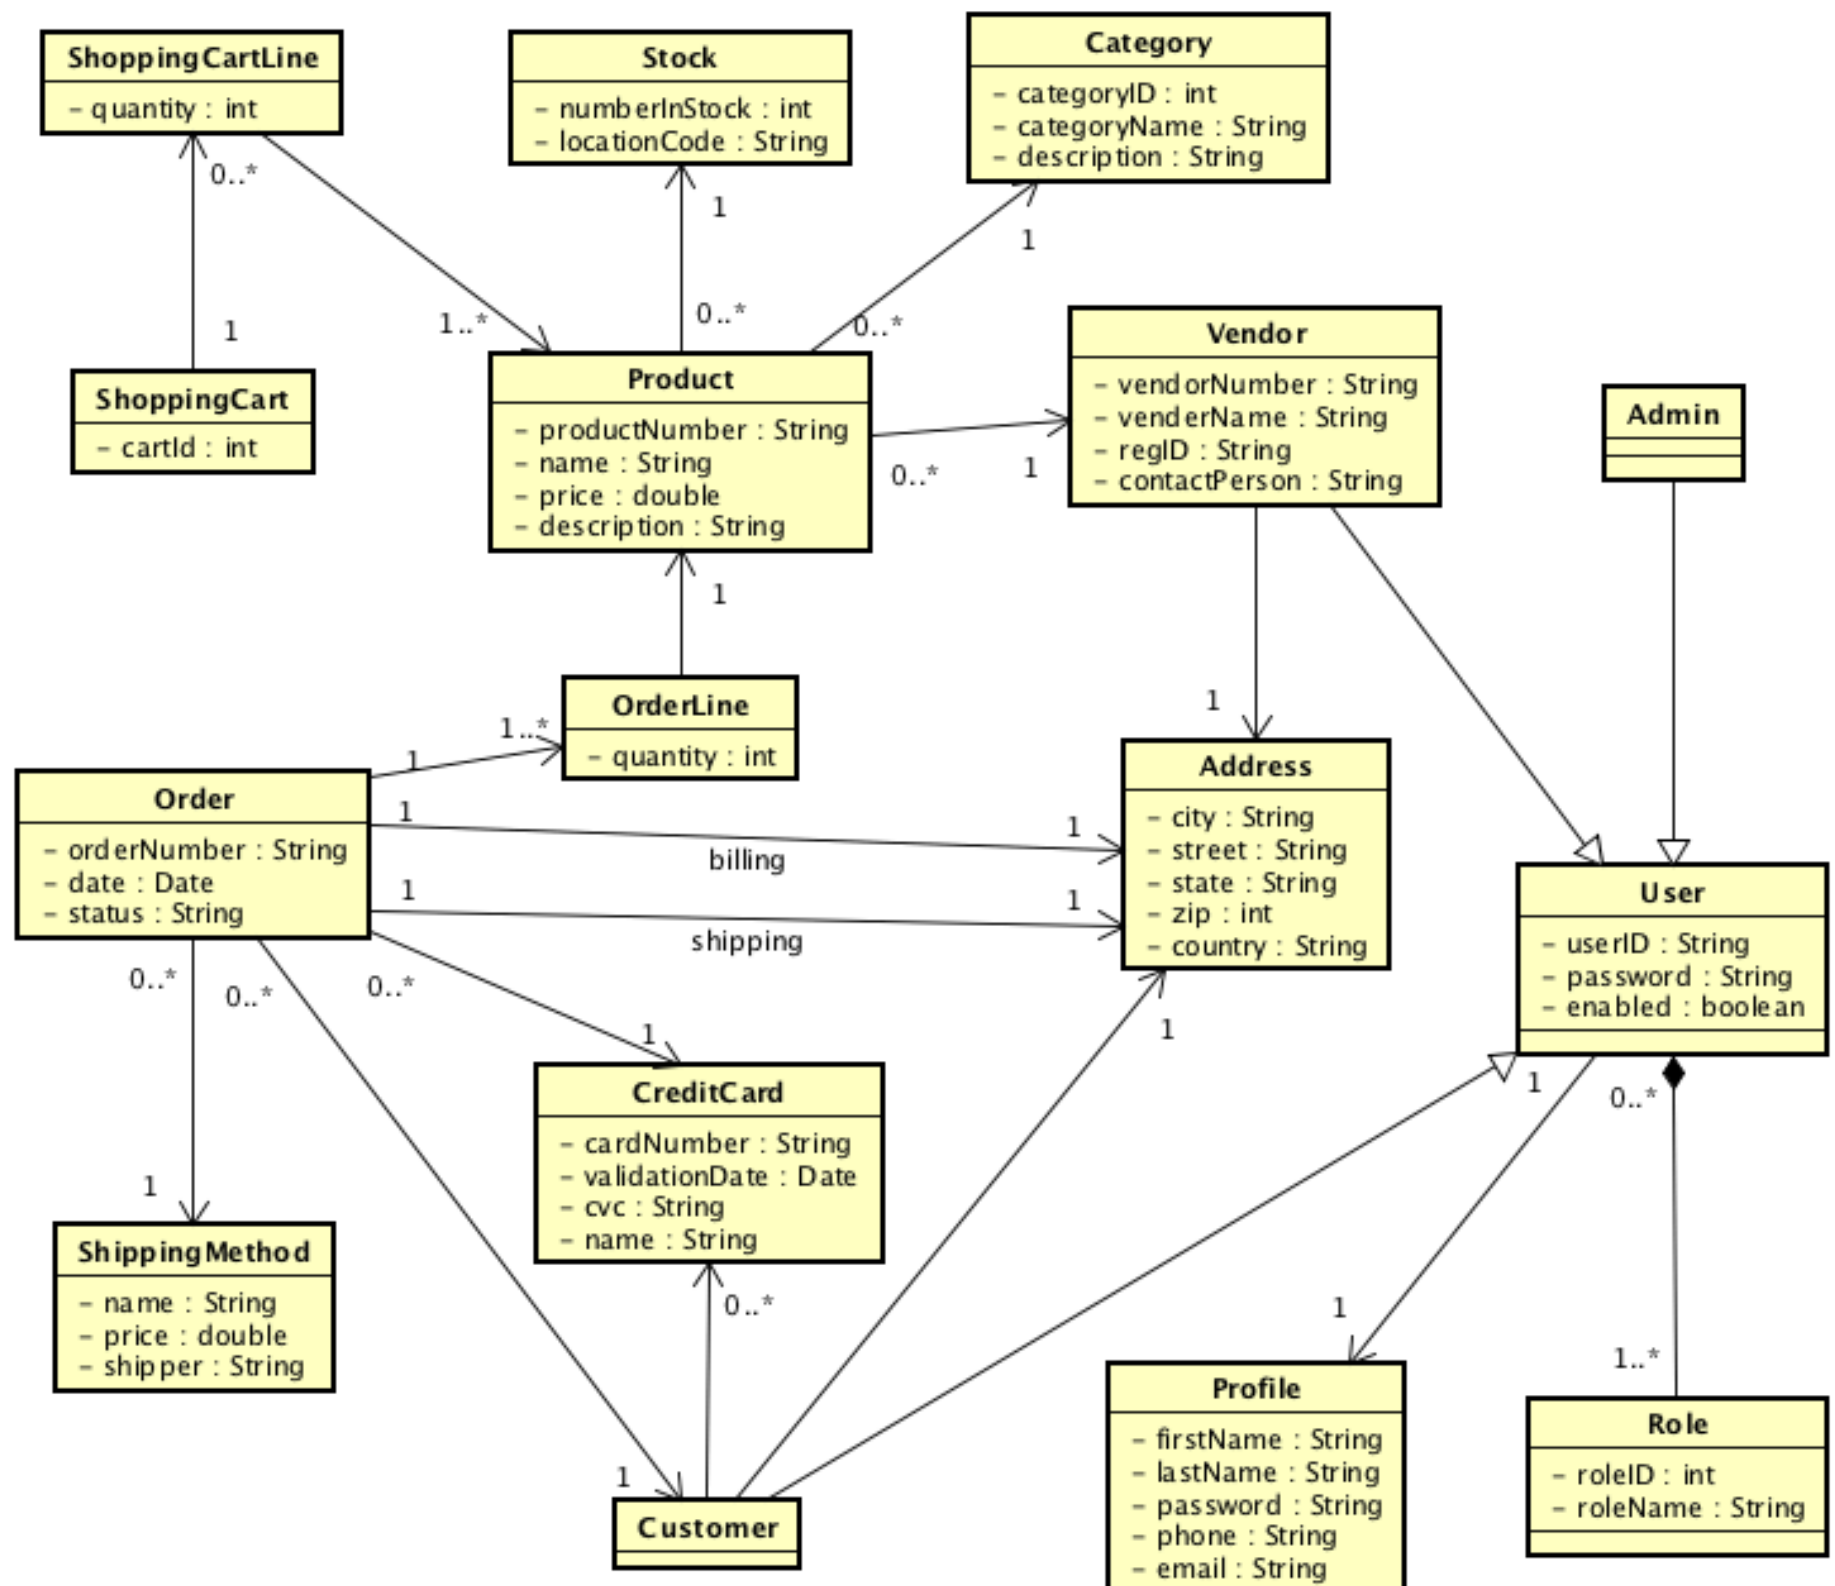 ShoppingCartLine
– quantity : int
Stock
– numberInStock : int
– locationCode : String
Category
– categoryID : int
– categoryName : String
– description : String
0..*
1
1
1
1..*
0..*
0..*
ShoppingCart
– cartId : int
Product
– productNumber : String
– name : String
– price : double
– description : String
Vendor
– vendorNumber : String
– venderName : String
– regID : String
– contactPerson : String
Admin
0..*
1
1
OrderLine
– quantity : int
1
1..*
1
Order
– orderNumber : String
– date : Date
– status : String
1
1
billing
1
1
shipping
Address
– city : String
– street : String
– state : String
– zip : int
– country : String
User
– userID : String
– password : String
– enabled : boolean
0..*
0..*
0..*
1
1
1
0..*
CreditCard
– cardNumber : String
– validationDate : Date
– cvc : String
– name : String
1
ShippingMethod
– name : String
– price : double
– shipper : String
0..*
1
1..*
1
Customer
Profile
– firstName : String
– lastName : String
– password : String
– phone : String
– email : String
Role
– roleID : int
– roleName : String